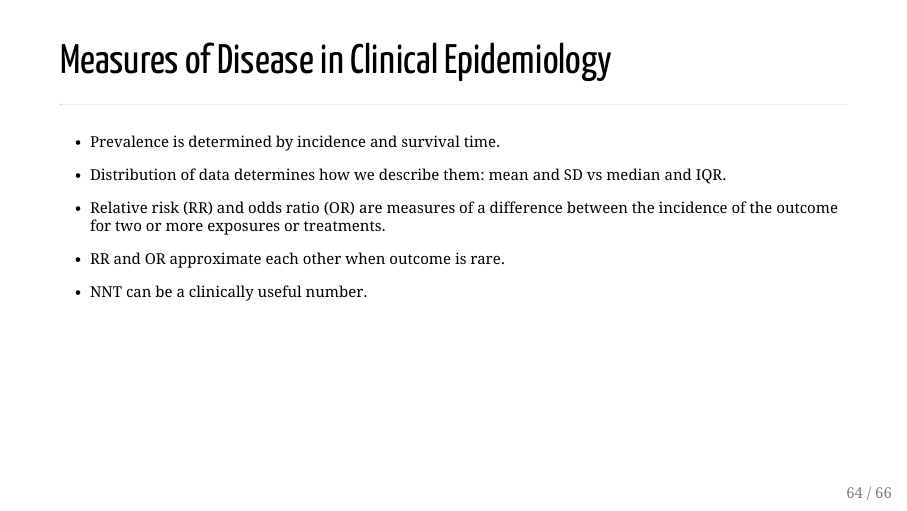 Measures of Disease in Clinical Epidemiology
• Prevalence is determined by incidence and survival time.
• Distribution of data determines how we describe them: mean and SD vs median and IQR.
• Relative risk (RR) and odds ratio (OR) are measures of a difference between the incidence of the outcome
for two or more exposures or treatments.
• RR and OR approximate each other when outcome is rare.
• NNT can be a clinically useful number.
64 / 66